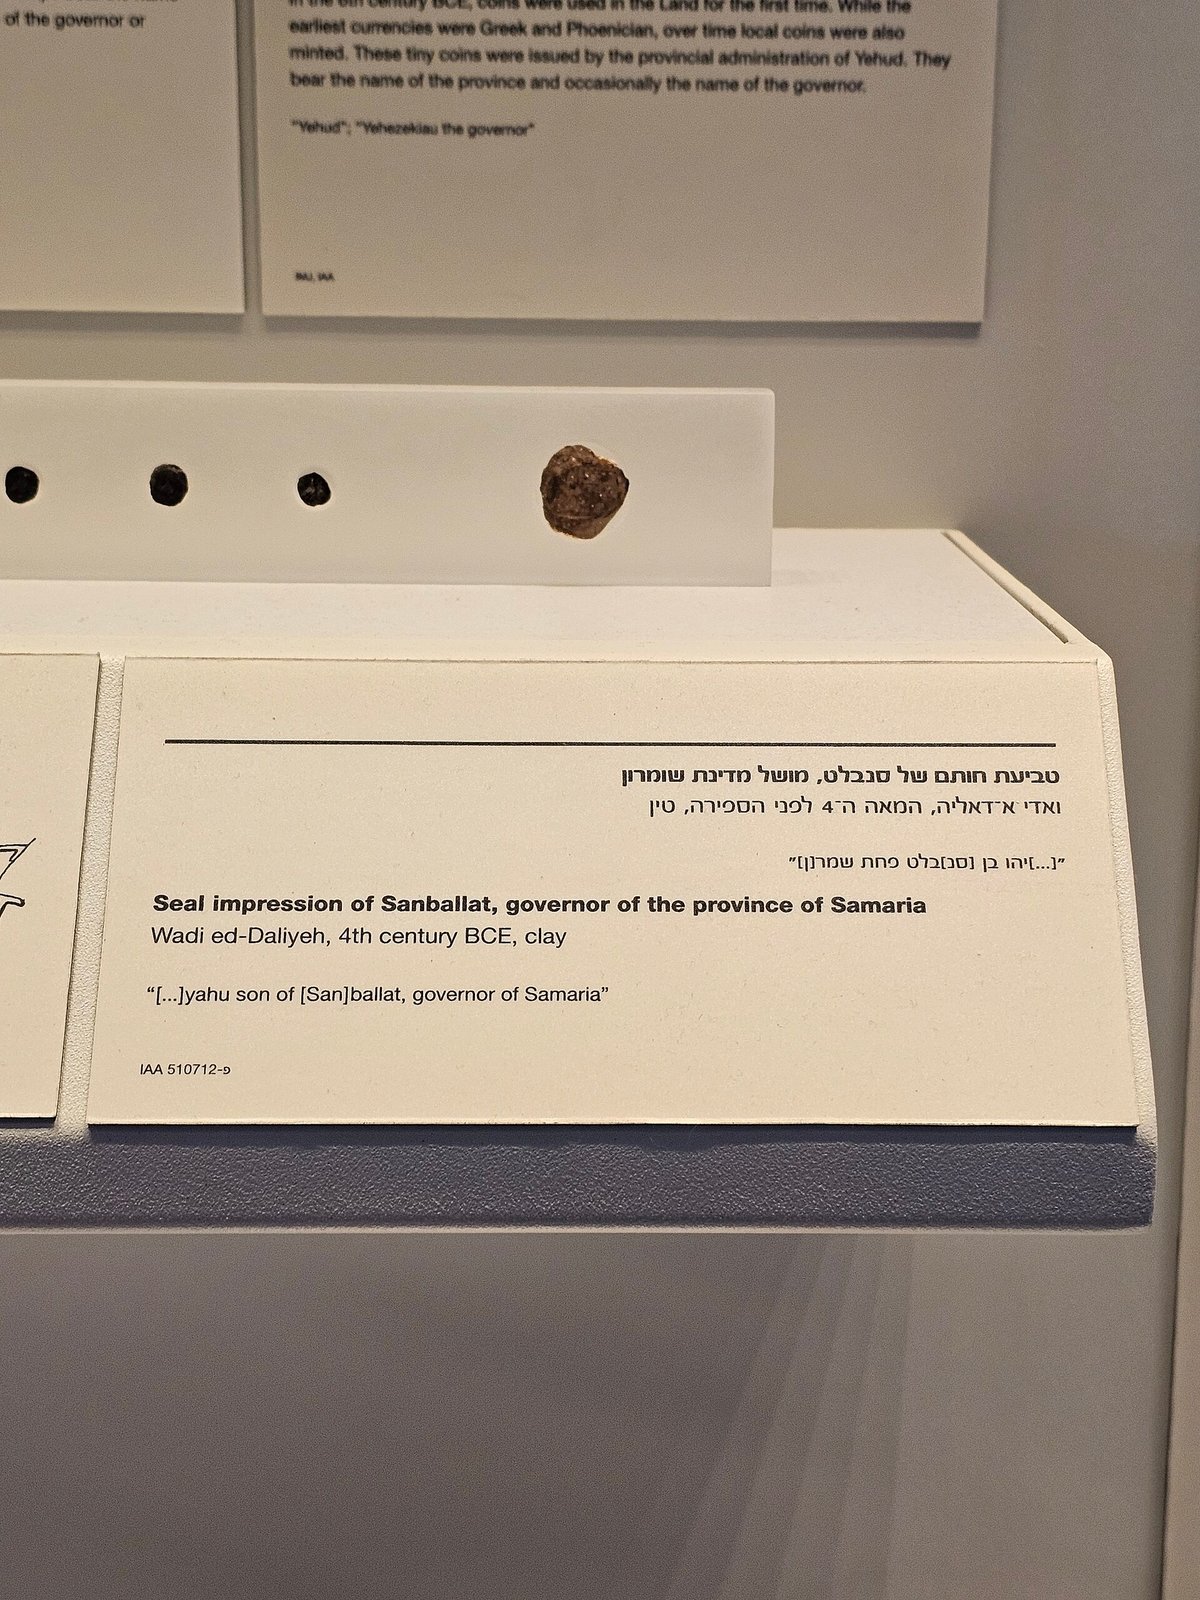 of the governor or
in the 6th century BCE, coins were used in the Land for the first time. While the
earliest currencies were Greek and Phoenician, over time local coins were also
minted. These tiny coins were issued by the provincial administration of Yehud. They
bear the name of the province and occasionally the name of the governor.
"Yehud"; "Yehezekiau the governor"
IMJ, IAA
טביעת חותם של סנבלט, מושל מדינת שומרון
ואדי א־דאליה, המאה ה־4 לפני הספירה, טין
"[...]יהו בן [סנ]בלט פחת שמר[ן]"
Seal impression of Sanballat, governor of the province of Samaria
Wadi ed-Daliyeh, 4th century BCE, clay
“[...]yahu son of [San]ballat, governor of Samaria”
IAA 510712-פ